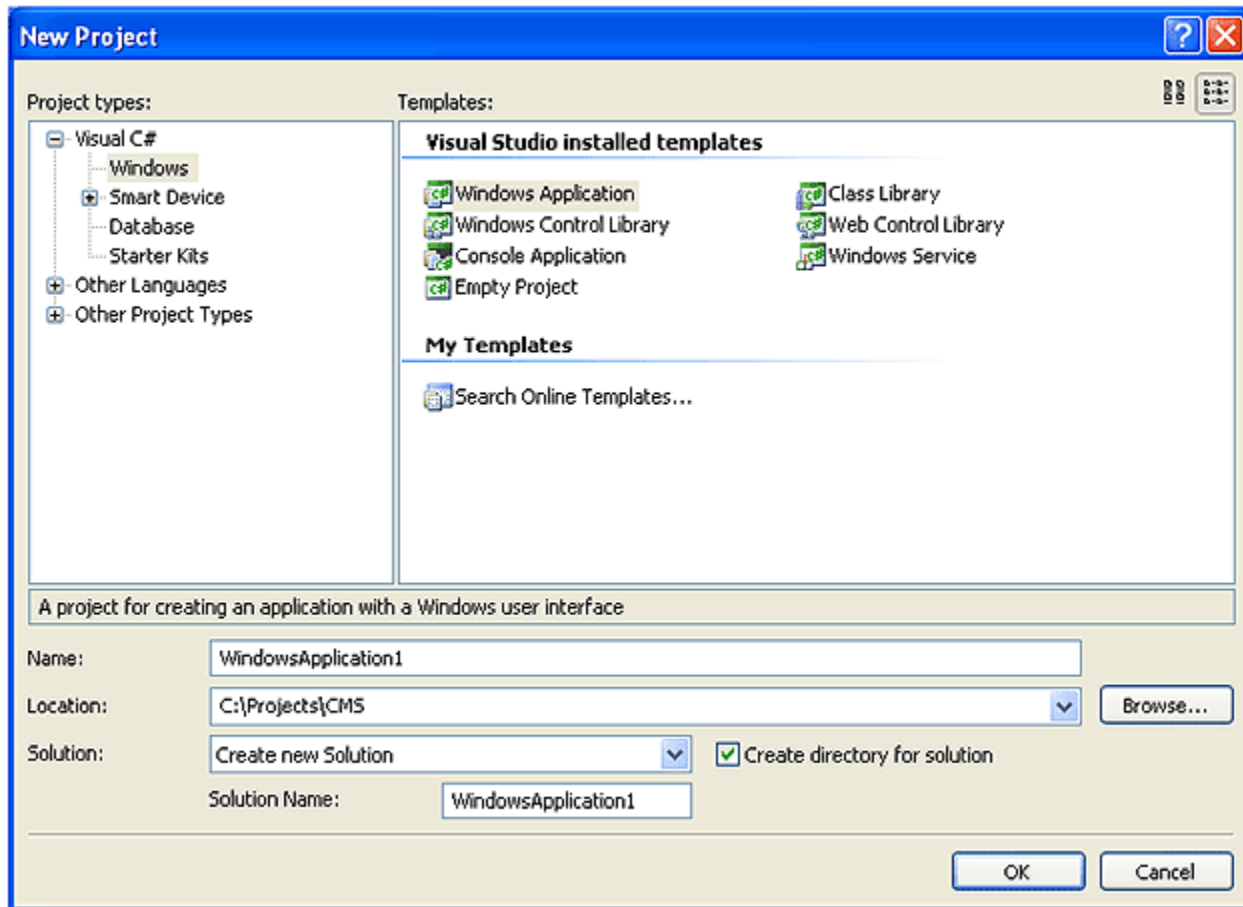 New Project
Project types:
Templates:
Visual C#
Windows
Smart Device
Database
Starter Kits
Other Languages
Other Project Types
Visual Studio installed templates
Windows Application
Class Library
Windows Control Library
Web Control Library
Console Application
Windows Service
Empty Project
My Templates
Search Online Templates...
A project for creating an application with a Windows user interface
Name: WindowsApplication1
Location: C:\Projects\CMS Browse...
Solution: Create new Solution Create directory for solution
Solution Name: WindowsApplication1
OK Cancel